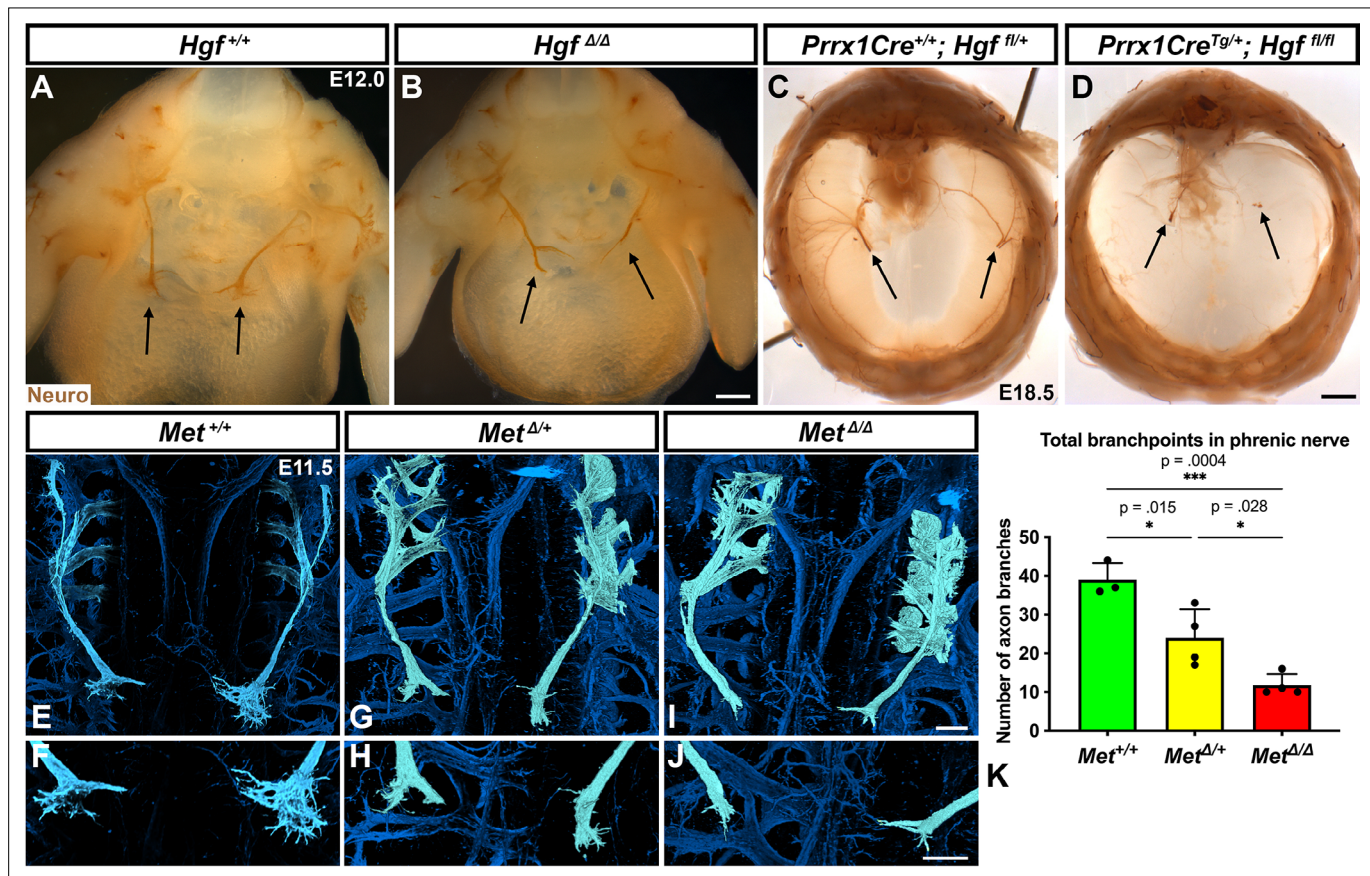 Hgf +/+
Hgf Δ/Δ
Prrx1Cre+/+; Hgf fl/+
Prrx1CreTg/+; Hgf fl/fl
A
E12.0
B
C
D
Neuro
E18.5
Met +/+
Met Δ/+
Met Δ/Δ
E11.5
E
G
I
F
H
J
Total branchpoints in phrenic nerve
p = .0004
***
p = .015
p = .028
*
*
Number of axon branches
50
40
30
20
10
0
Met+/+
MetΔ/+
MetΔ/Δ
K